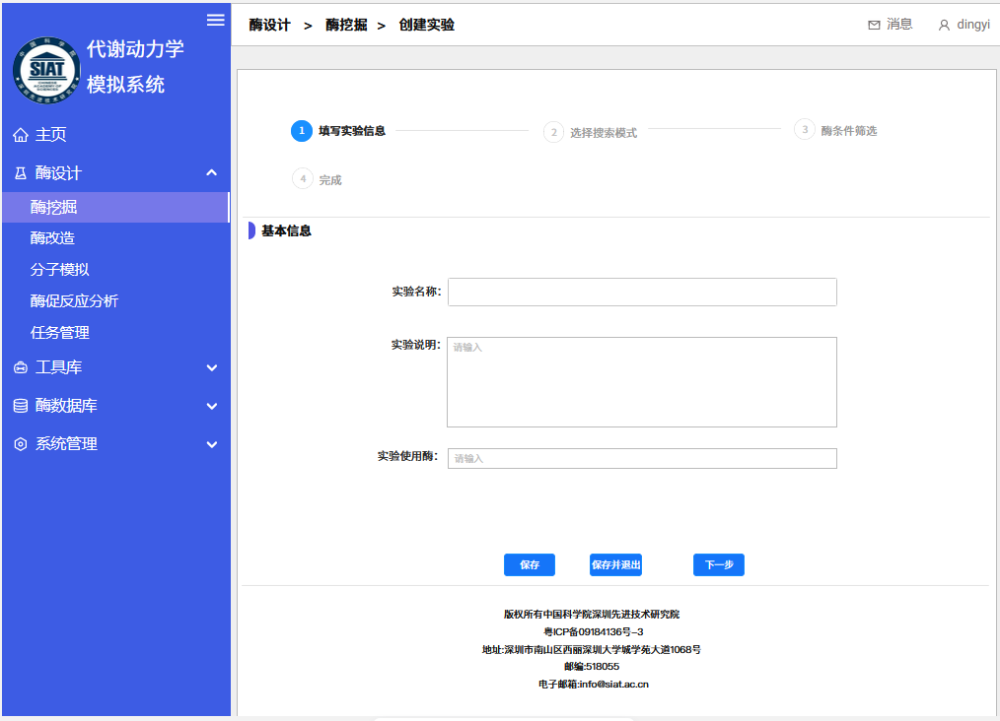 酶设计 > 酶挖掘 > 创建实验
消息
dingyi
SIAT
CHINESE
ACADEMY OF
SCIENCES
代谢动力学
模拟系统
主页
酶设计
酶挖掘
酶改造
分子模拟
酶促反应分析
任务管理
工具库
酶数据库
系统管理
1 填写实验信息
2 选择搜索模式
3 酶条件筛选
4 完成
基本信息
实验名称：
实验说明： 请输入
实验使用酶： 请输入
保存
保存并退出
下一步
版权所有中国科学院深圳先进技术研究院
粤ICP备09184136号-3
地址:深圳市南山区西丽深圳大学城学苑大道1068号
邮编:518055
电子邮箱:info@siat.ac.cn